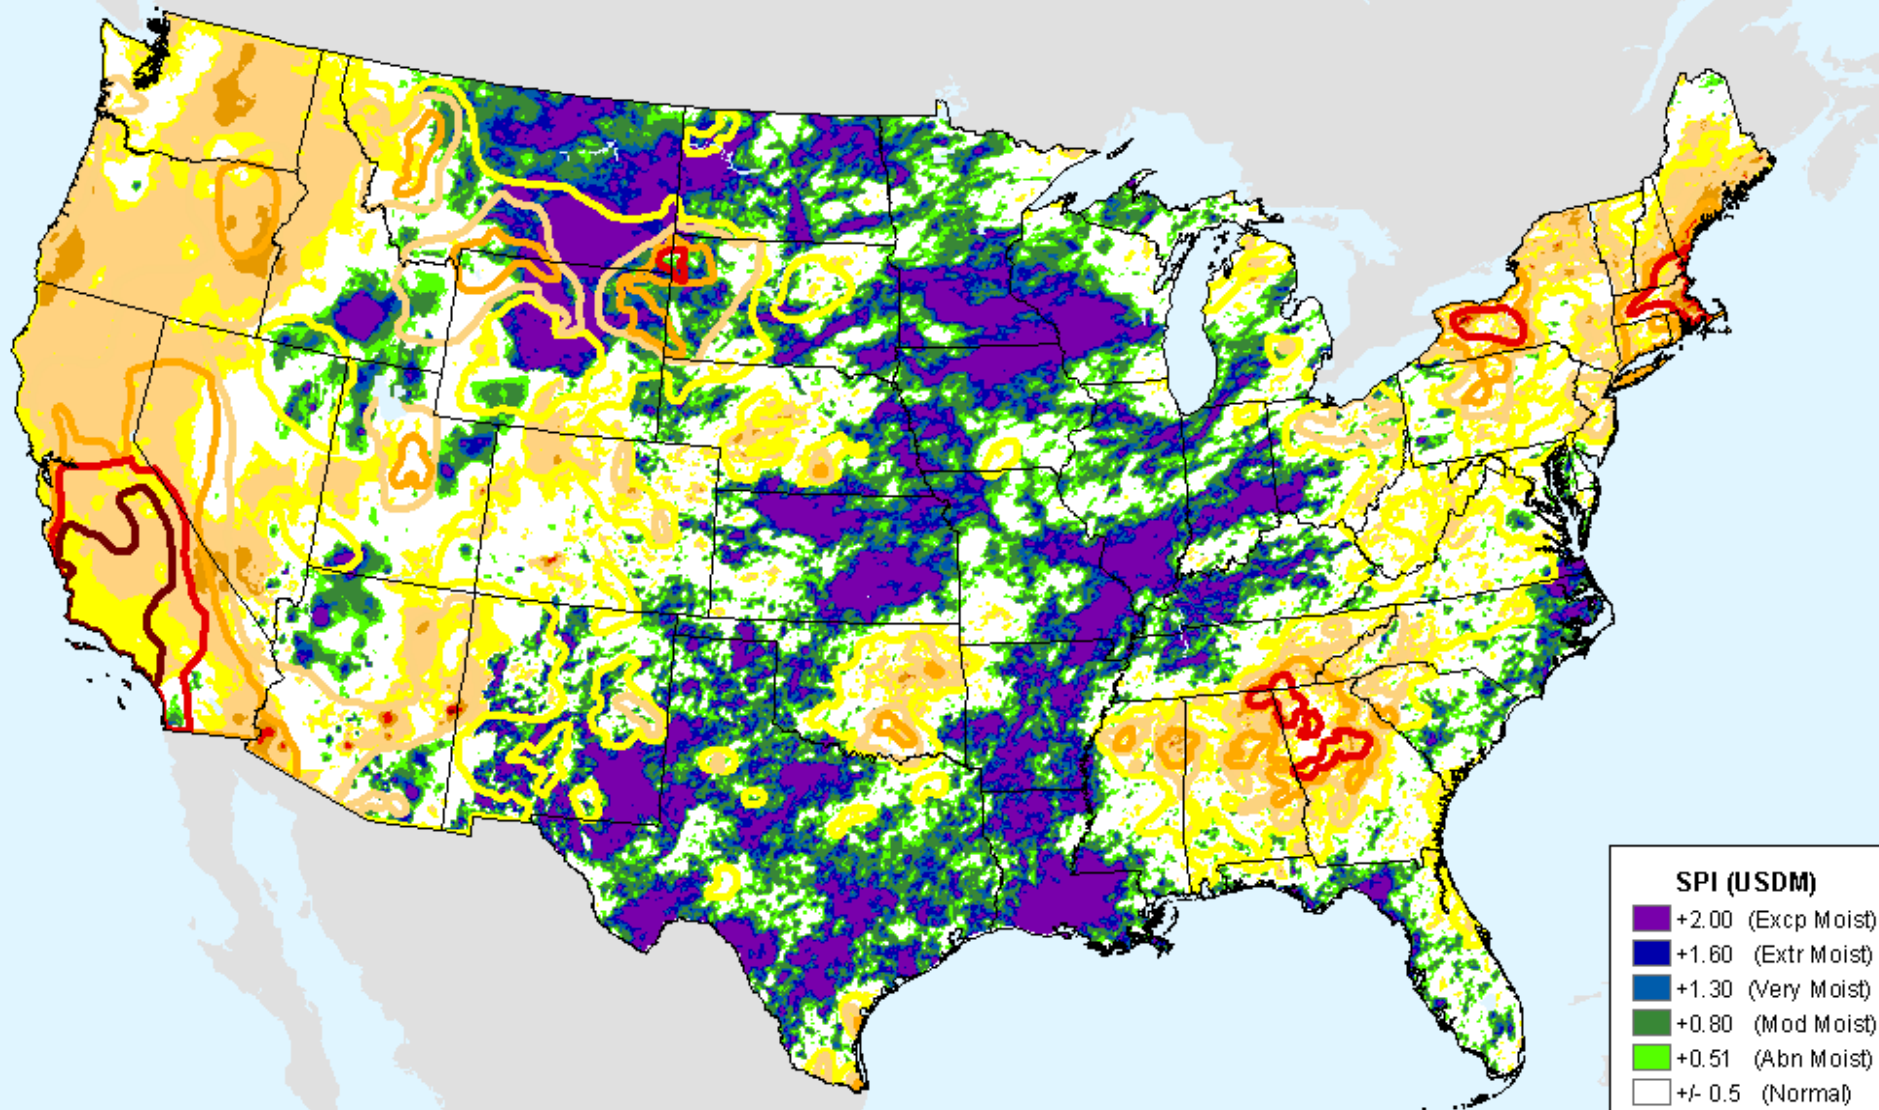 SPI (USDM)
+2.00 (Excp Moist)
+1.60 (Extr Moist)
+1.30 (Very Moist)
+0.80 (Mod Moist)
+0.51 (Abn Moist)
+/- 0.5 (Normal)